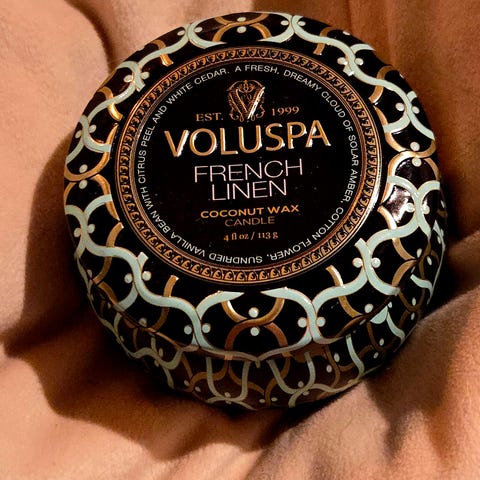 A FRESH, DREAMY CLOUD OF SOLAR AMBER, COTTON FLOWER, SUNDRIED VANILLA BEAN WITH CITRUS PEEL AND WHITE CEDAR.
EST. 1999
VOLUSPA
FRENCH
LINEN
COCONUT WAX
CANDLE
4 fl oz / 113 g